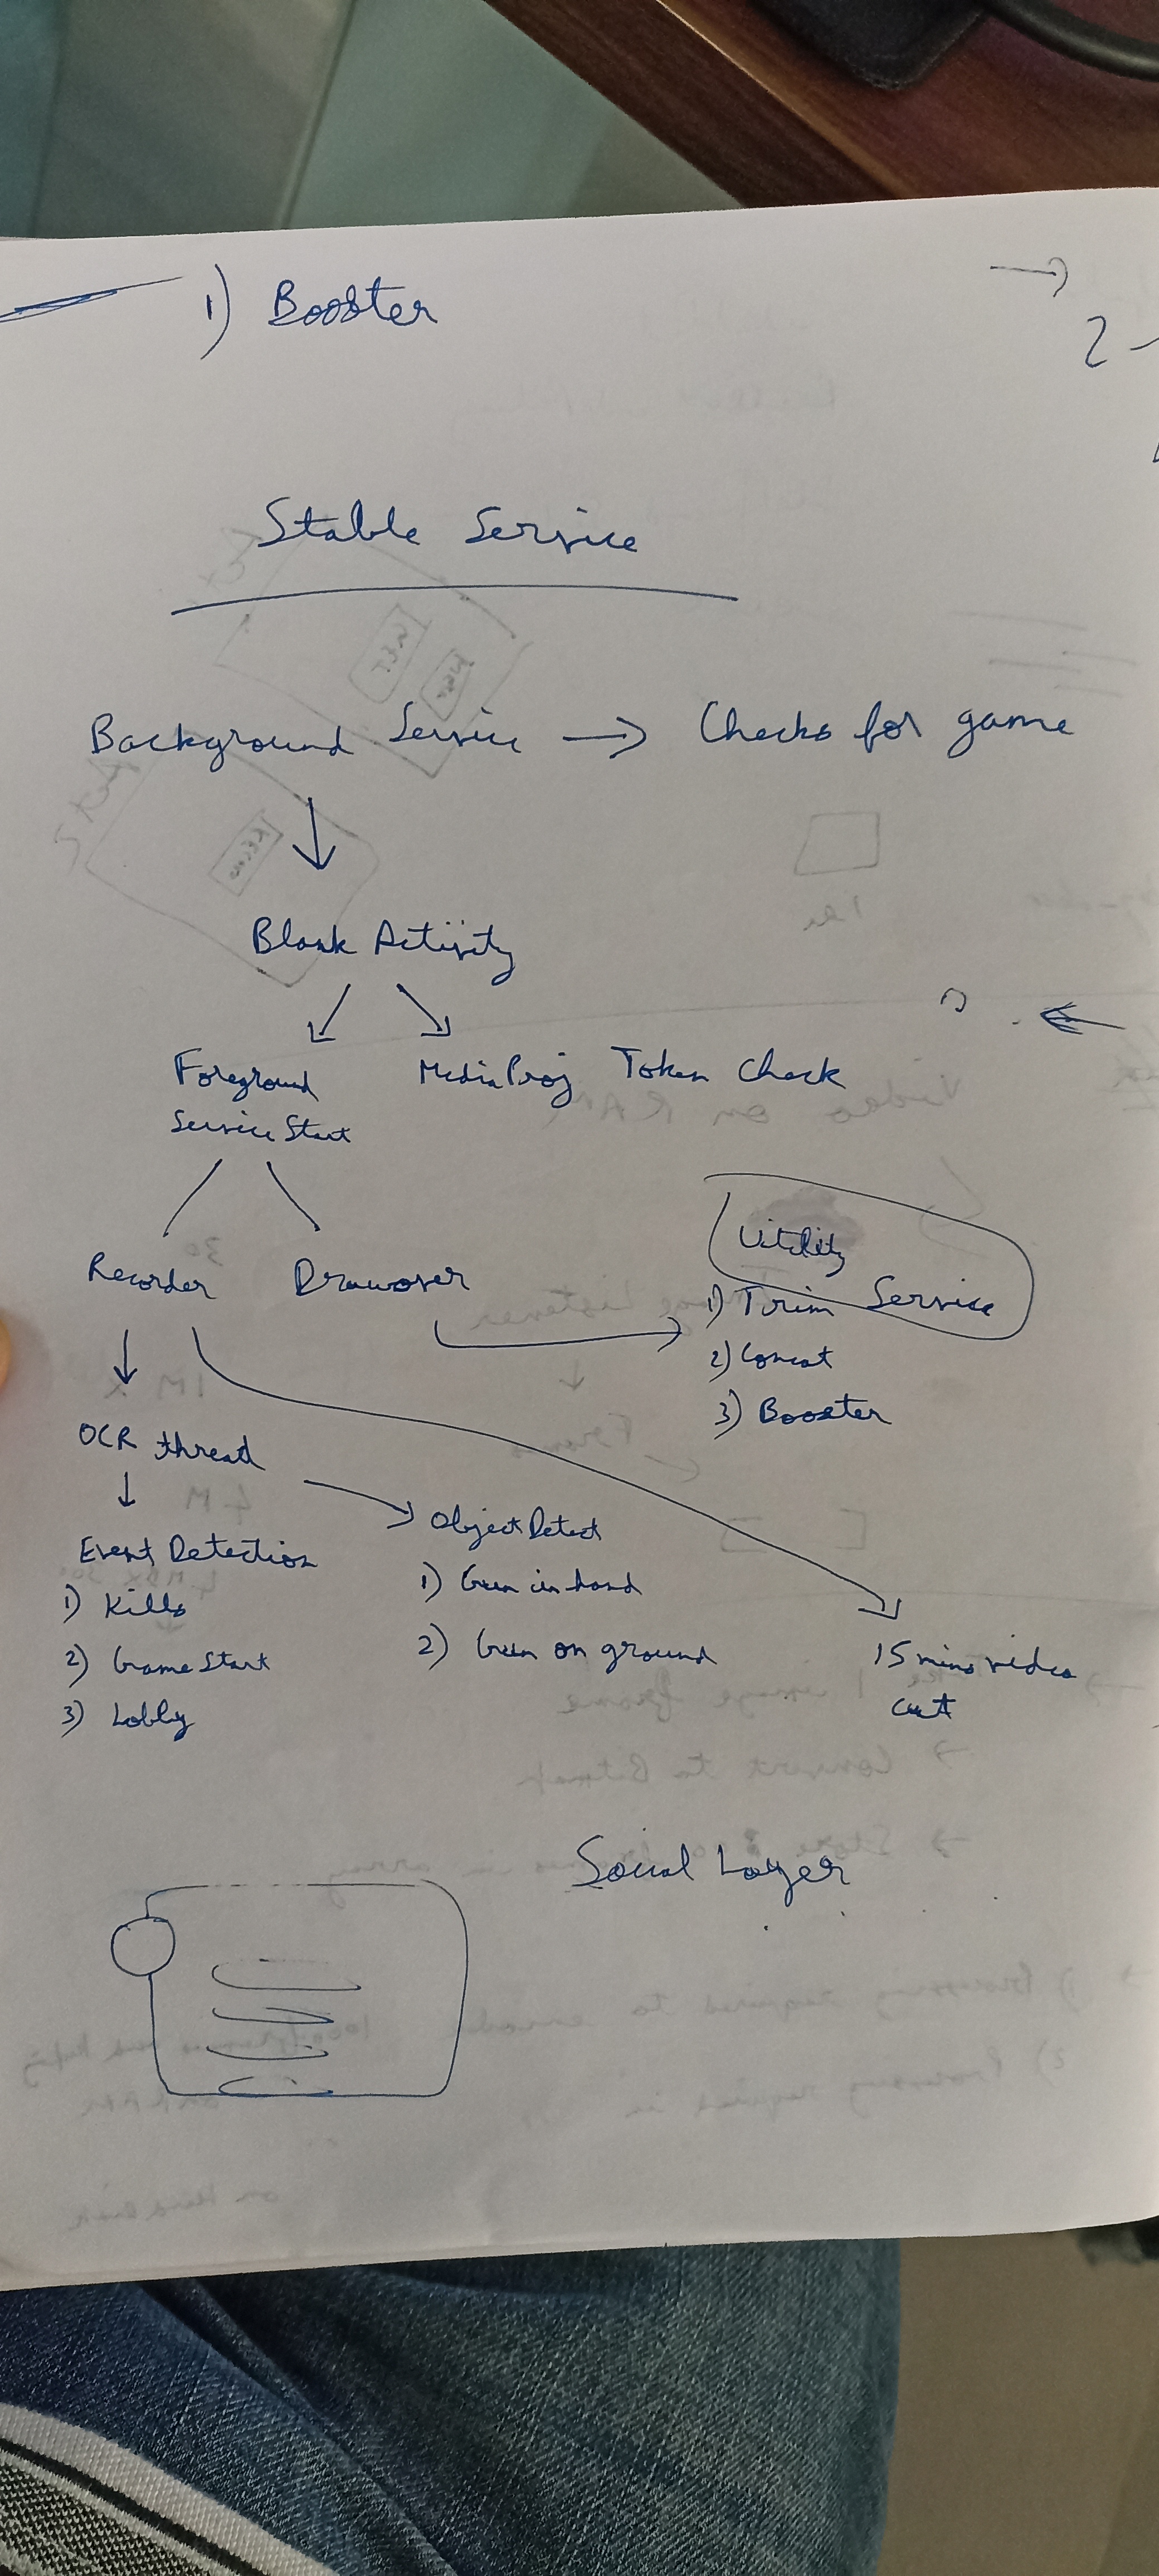 1) Booster
2
Stable Service
Background Service → Checks for game
Blank Activity
Foreground
Service Start
MediaProj Token Check
Recorder
Drawover
Utility
Service
1) Trim
2) Concat
3) Booster
OCR thread
Event Detection
1) Kills
2) Game Start
3) Lobby
Object Detect
1) Gun in hand
2) Gun on ground
15 mins video
cut
Social Layer